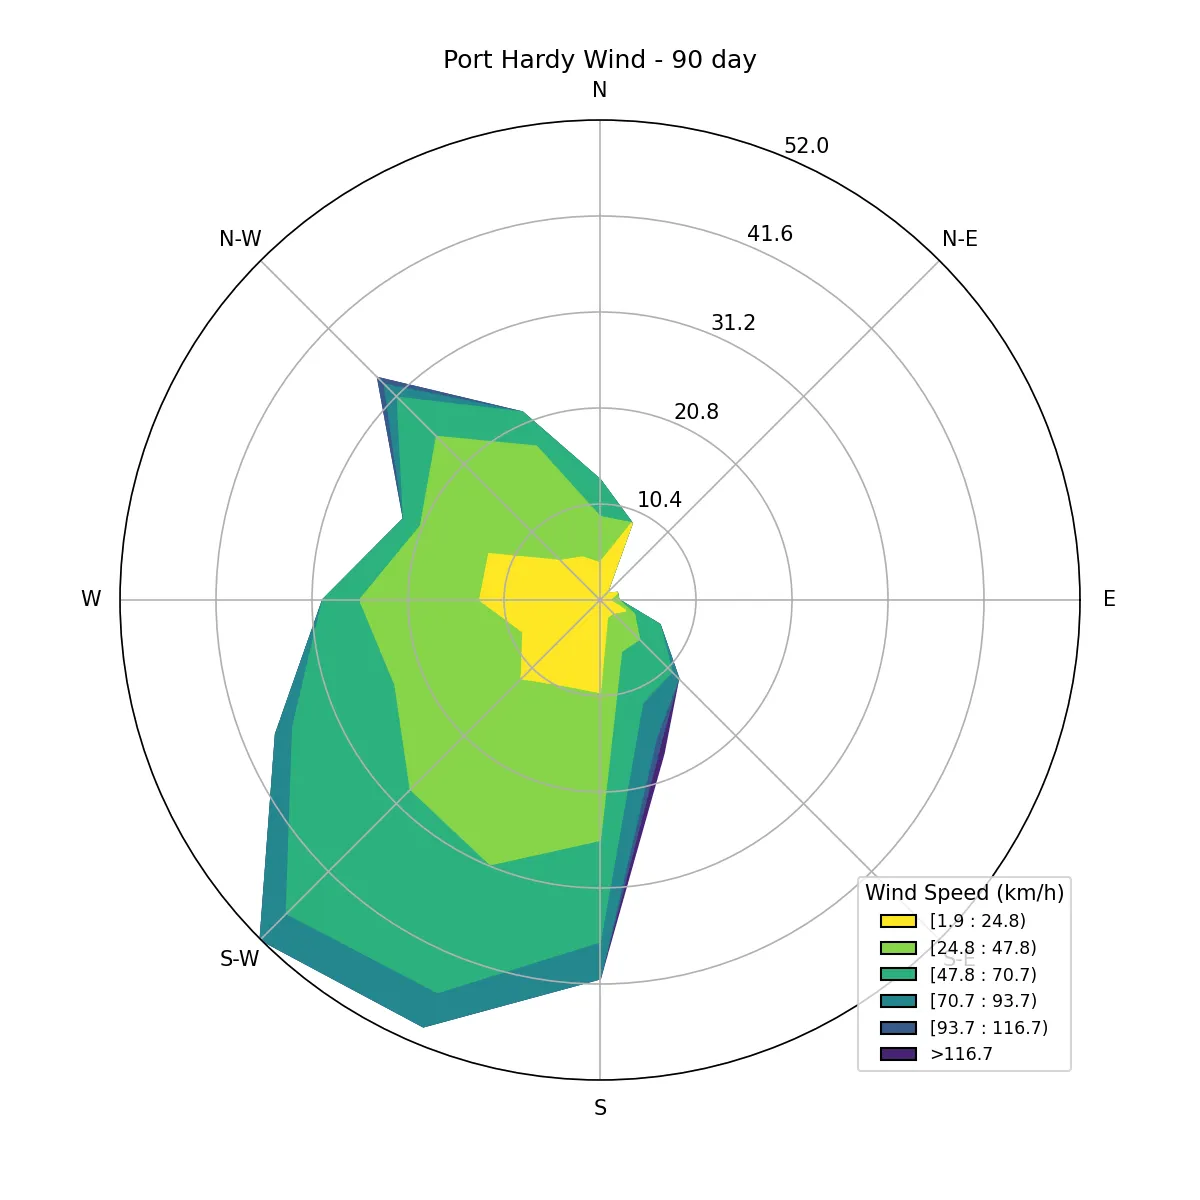 Port Hardy Wind - 90 day
N
52.0
N-W
41.6
N-E
31.2
20.8
10.4
W
E
S-W
S-E
Wind Speed (km/h)
[1.9 : 24.8)
[24.8 : 47.8)
[47.8 : 70.7)
[70.7 : 93.7)
[93.7 : 116.7)
>116.7
S